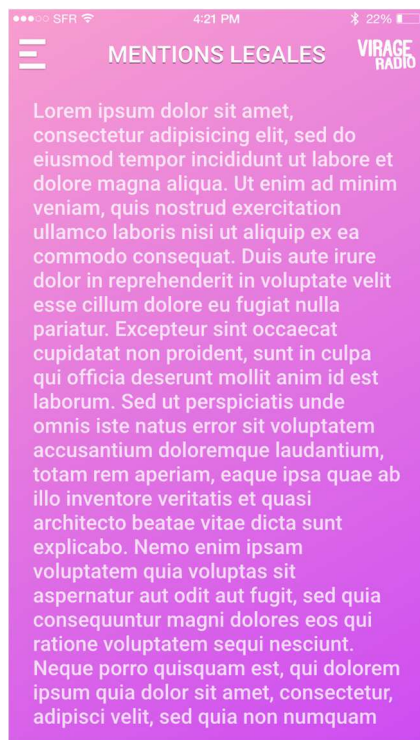 SFR 4:21 PM 22%
MENTIONS LEGALES
VIRAGE
RADIO
Lorem ipsum dolor sit amet,
consectetur adipisicing elit, sed do
eiusmod tempor incididunt ut labore et
dolore magna aliqua. Ut enim ad minim
veniam, quis nostrud exercitation
ullamco laboris nisi ut aliquip ex ea
commodo consequat. Duis aute irure
dolor in reprehenderit in voluptate velit
esse cillum dolore eu fugiat nulla
pariatur. Excepteur sint occaecat
cupidatat non proident, sunt in culpa
qui officia deserunt mollit anim id est
laborum. Sed ut perspiciatis unde
omnis iste natus error sit voluptatem
accusantium doloremque laudantium,
totam rem aperiam, eaque ipsa quae ab
illo inventore veritatis et quasi
architecto beatae vitae dicta sunt
explicabo. Nemo enim ipsam
voluptatem quia voluptas sit
aspernatur aut odit aut fugit, sed quia
consequuntur magni dolores eos qui
ratione voluptatem sequi nesciunt.
Neque porro quisquam est, qui dolorem
ipsum quia dolor sit amet, consectetur,
adipisci velit, sed quia non numquam